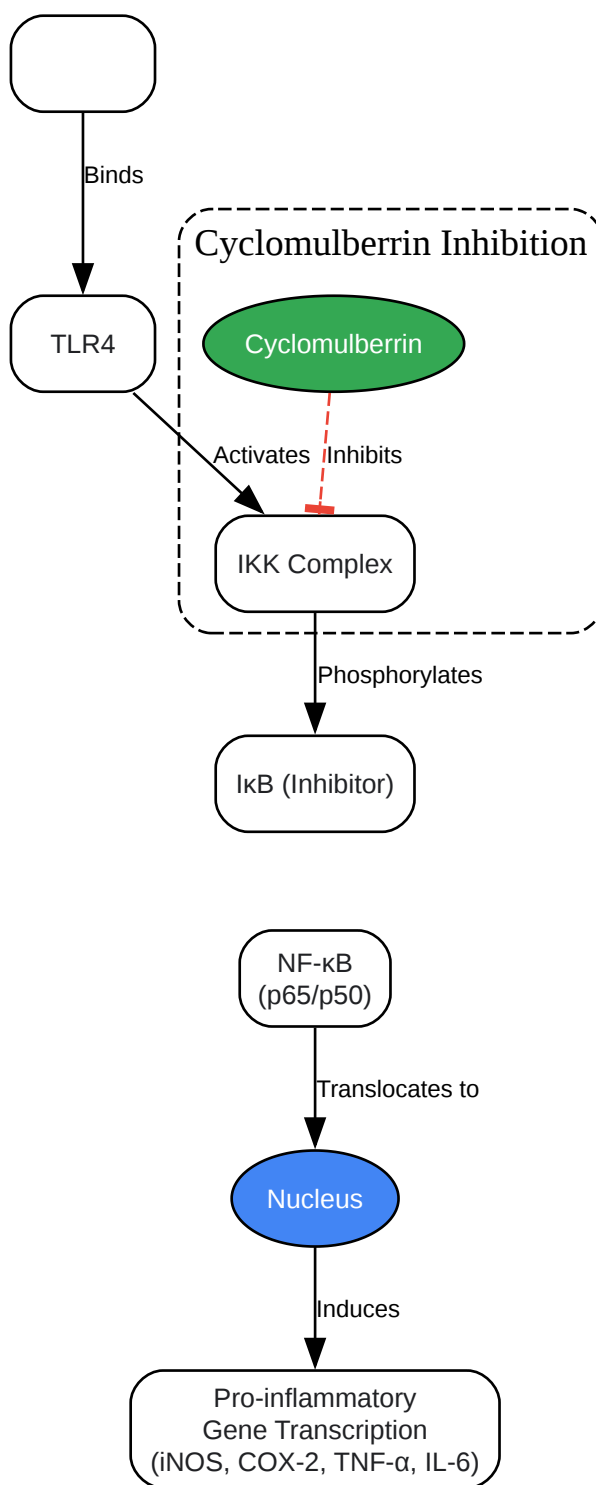 Binds
Cyclomulberrin Inhibition
TLR4
Cyclomulberrin
Activates
Inhibits
IKK Complex
Phosphorylates
IκB (Inhibitor)
NF-κB
(p65/p50)
Translocates to
Nucleus
Induces
Pro-inflammatory
Gene Transcription
(iNOS, COX-2, TNF-α, IL-6)